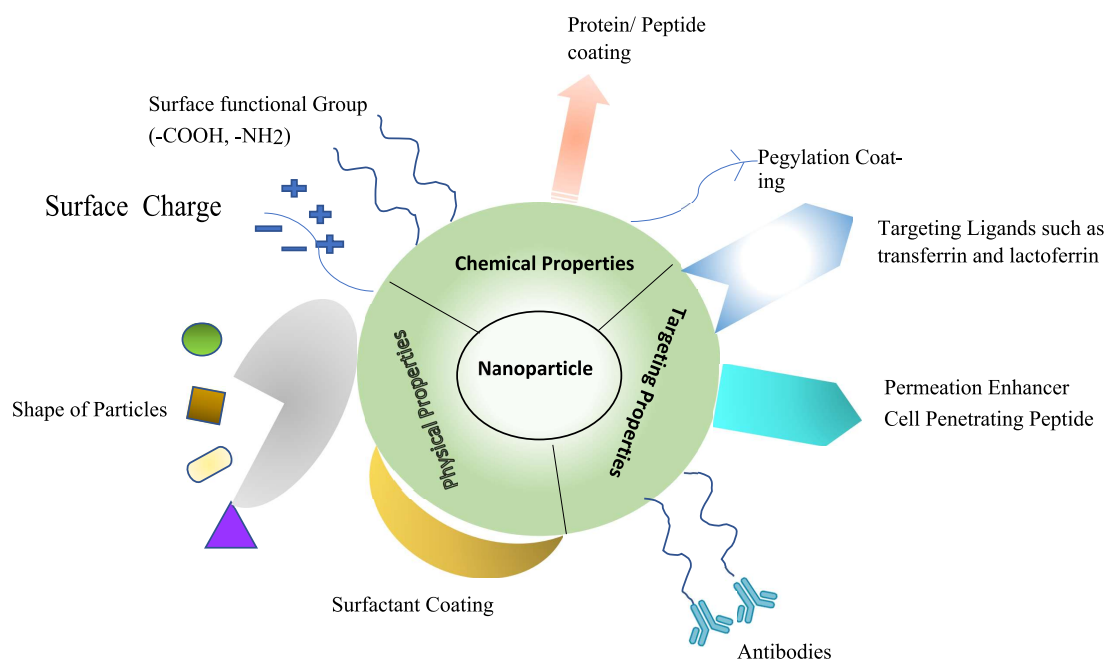 Protein/ Peptide
coating
Surface functional Group
(-COOH, -NH2)
Pegylation Coat-
ing
Surface Charge
Targeting Ligands such as
transferrin and lactoferrin
Chemical Properties
Physical Properties
Nanoparticle
Targeting Properties
Shape of Particles
Permeation Enhancer
Cell Penetrating Peptide
Surfactant Coating
Antibodies